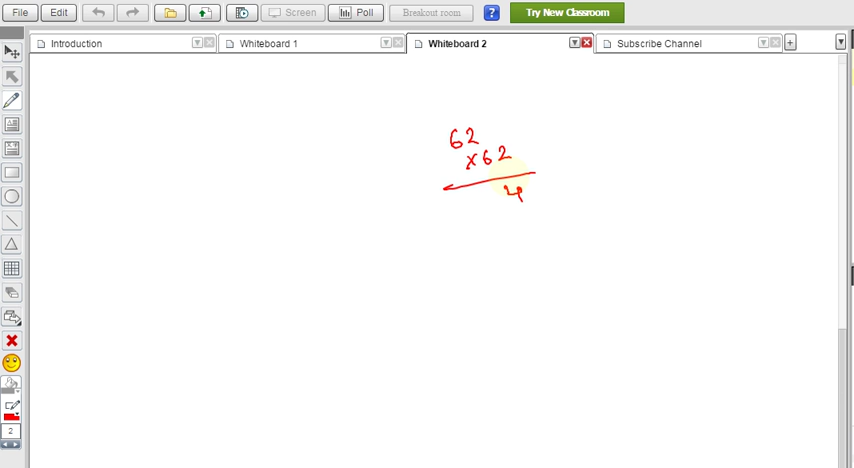 File Edit Screen Poll Breakout room ? Try New Classroom
Introduction Whiteboard 1 Whiteboard 2 Subscribe Channel +
62
x62
4
2